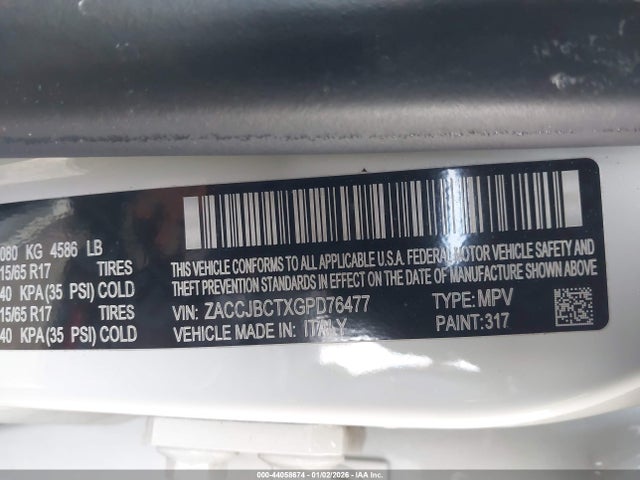 080 KG 4586 LB
15/65 R17 TIRES
40 KPA(35 PSI) COLD
15/65 R17 TIRES
40 KPA(35 PSI) COLD
THIS VEHICLE CONFORMS TO ALL APPLICABLE U.S.A. FEDERAL MOTOR VEHICLE SAFETY, BUMPER AND
THEFT PREVENTION STANDARDS IN EFFECT ON THE DATE OF MANUFACTURE SHOWN ABOVE.
VIN: ZACCJBCTXGPD76477 TYPE: MPV
VEHICLE MADE IN: ITALY PAINT: 317
000-44058674 | 01/02/2026 - IAA Inc.